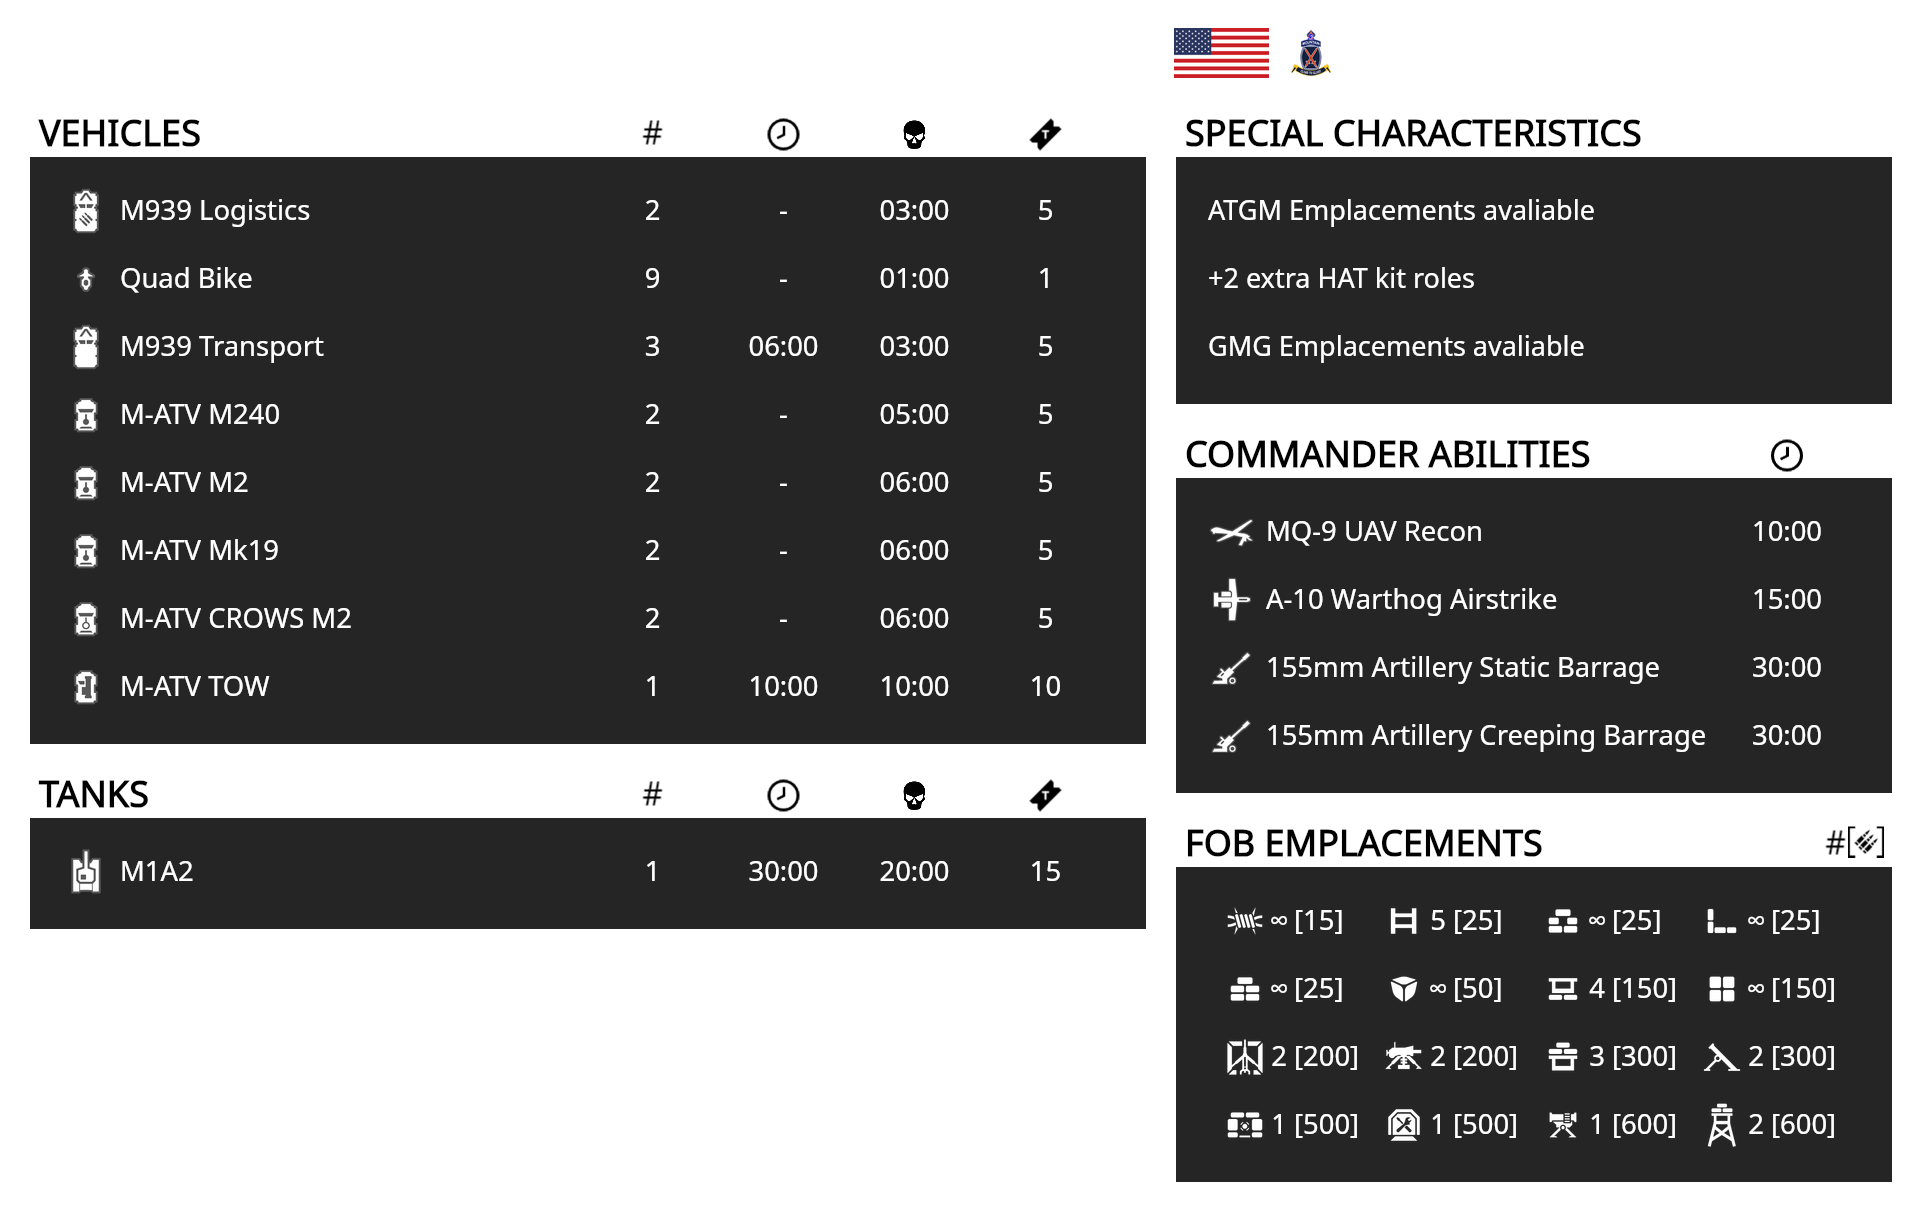 VEHICLES #
M939 Logistics 2 - 03:00 5
Quad Bike 9 - 01:00 1
M939 Transport 3 06:00 03:00 5
M-ATV M240 2 - 05:00 5
M-ATV M2 2 - 06:00 5
M-ATV Mk19 2 - 06:00 5
M-ATV CROWS M2 2 - 06:00 5
M-ATV TOW 1 10:00 10:00 10
TANKS #
M1A2 1 30:00 20:00 15
SPECIAL CHARACTERISTICS
ATGM Emplacements avaliable
+2 extra HAT kit roles
GMG Emplacements avaliable
COMMANDER ABILITIES
MQ-9 UAV Recon 10:00
A-10 Warthog Airstrike 15:00
155mm Artillery Static Barrage 30:00
155mm Artillery Creeping Barrage 30:00
FOB EMPLACEMENTS #[]
∞ [15] 5 [25] ∞ [25] ∞ [25]
∞ [25] ∞ [50] 4 [150] ∞ [150]
2 [200] 2 [200] 3 [300] 2 [300]
1 [500] 1 [500] 1 [600] 2 [600]